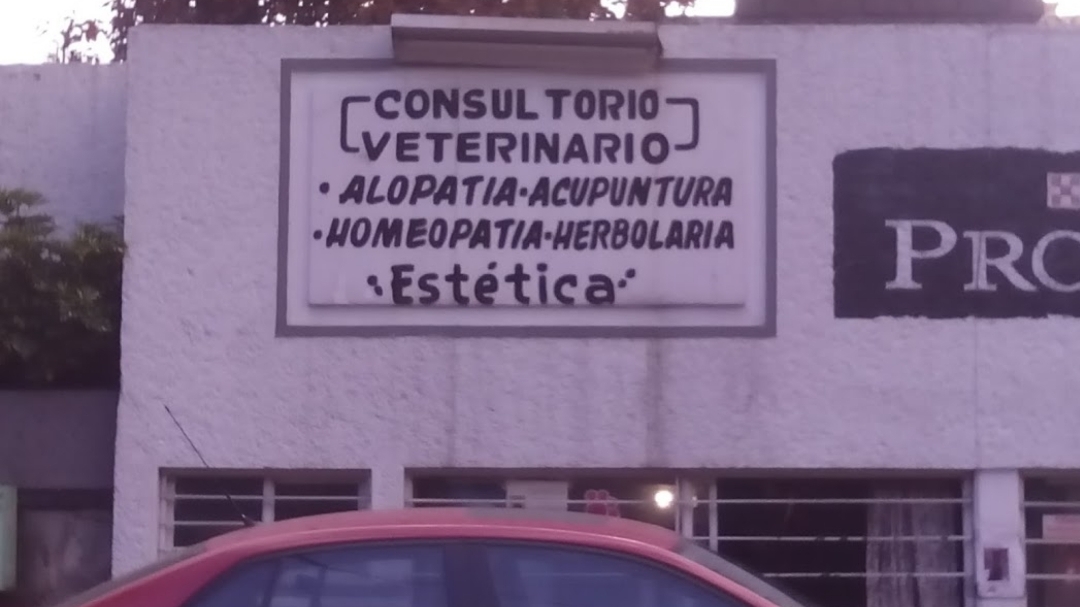 CONSULTORIO
VETERINARIO
• ALOPATIA • ACUPUNTURA
• HOMEOPATIA • HERBOLARIA
Estética
PRO